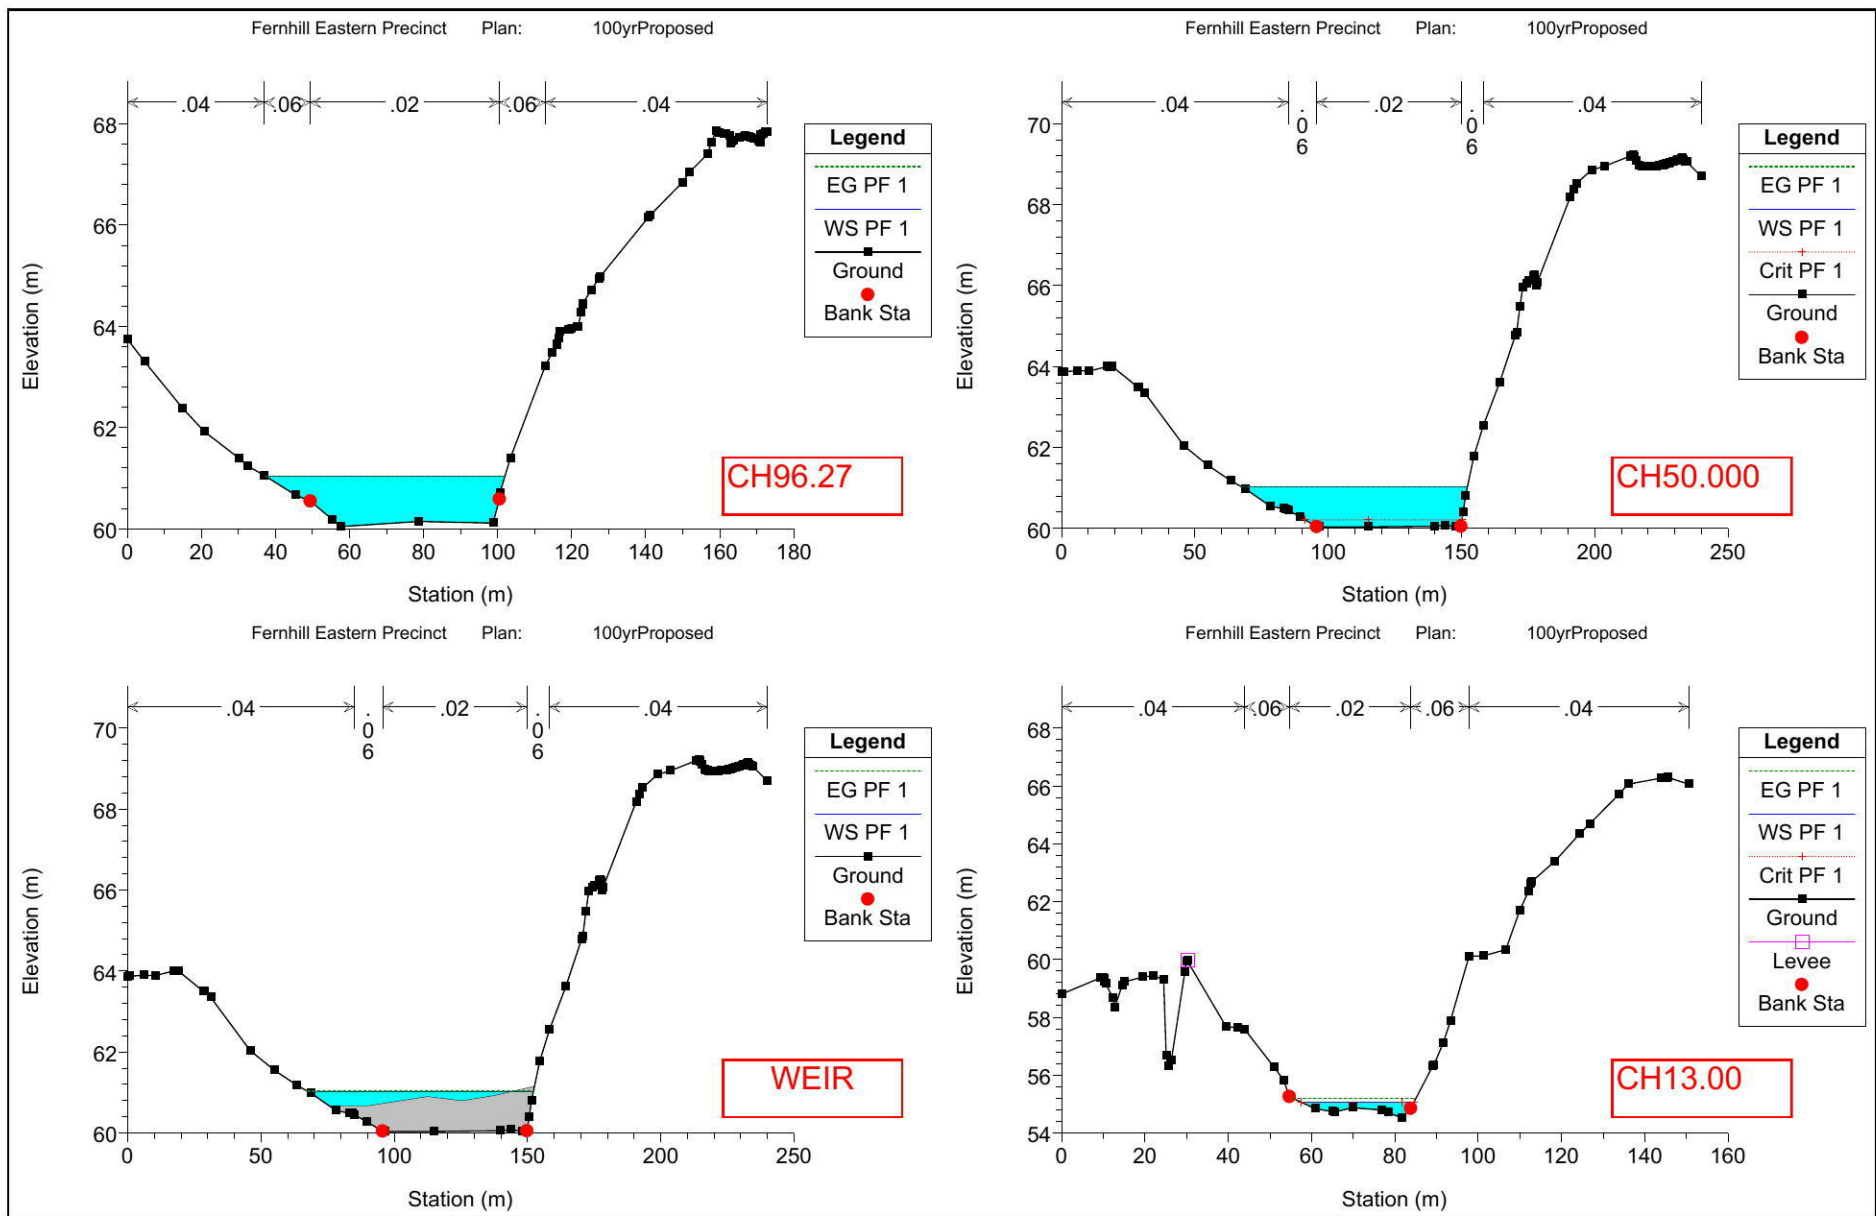 Fernhill Eastern Precinct Plan: 100yrProposed
.04 .06 .02 .06 .04
68
66
64
62
60
0 20 40 60 80 100 120 140 160 180
Elevation (m)
Station (m)
Legend
EG PF 1
WS PF 1
Ground
Bank Sta
CH96.27
Fernhill Eastern Precinct Plan: 100yrProposed
.04 .06 .02 .06 .04
70
68
66
64
62
60
0 50 100 150 200 250
Elevation (m)
Station (m)
Legend
EG PF 1
WS PF 1
Crit PF 1
Ground
Bank Sta
CH50.000
Fernhill Eastern Precinct Plan: 100yrProposed
.04 .06 .02 .06 .04
70
68
66
64
62
60
0 50 100 150 200 250
Elevation (m)
Station (m)
Legend
EG PF 1
WS PF 1
Ground
Bank Sta
WEIR
Fernhill Eastern Precinct Plan: 100yrProposed
.04 .06 .02 .06 .04
68
66
64
62
60
58
56
54
0 20 40 60 80 100 120 140 160
Elevation (m)
Station (m)
Legend
EG PF 1
WS PF 1
Crit PF 1
Ground
Levee
Bank Sta
CH13.00